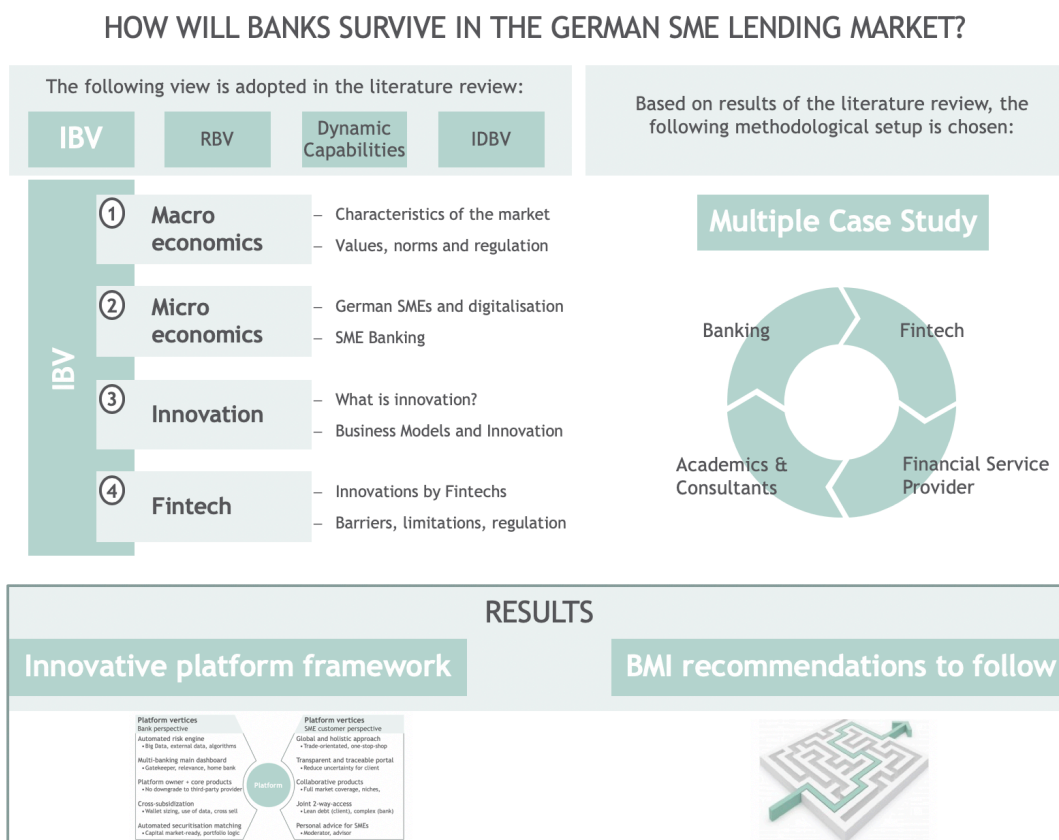 HOW WILL BANKS SURVIVE IN THE GERMAN SME LENDING MARKET?
The following view is adopted in the literature review:
IBV
RBV
Dynamic
Capabilities
IDBV
IBV
1
Macro
economics
– Characteristics of the market
– Values, norms and regulation
2
Micro
economics
– German SMEs and digitalisation
– SME Banking
3
Innovation
– What is innovation?
– Business Models and Innovation
4
Fintech
– Innovations by Fintechs
– Barriers, limitations, regulation
Based on results of the literature review, the
following methodological setup is chosen:
Multiple Case Study
Banking
Fintech
Academics &
Consultants
Financial Service
Provider
RESULTS
Innovative platform framework
Platform vertices
Bank perspective
Automated risk engine
• Big Data, external data, algorithms
Multi-banking main dashboard
• Gatekeeper, relevance, home bank
Platform owner + core products
• No downgrade to third-party provider
Cross-subsidization
• Wallet sizing, use of data, cross sell
Automated securitisation matching
• Capital market-ready, portfolio logic
Platform
Platform vertices
SME customer perspective
Global and holistic approach
• Trade-orientated, one-stop-shop
Transparent and traceable portal
• Reduce uncertainty for client
Collaborative products
• Full market coverage, niches,
Joint 2-way-access
• Lean debt (client), complex (bank)
Personal advice for SMEs
• Moderator, advisor
BMI recommendations to follow